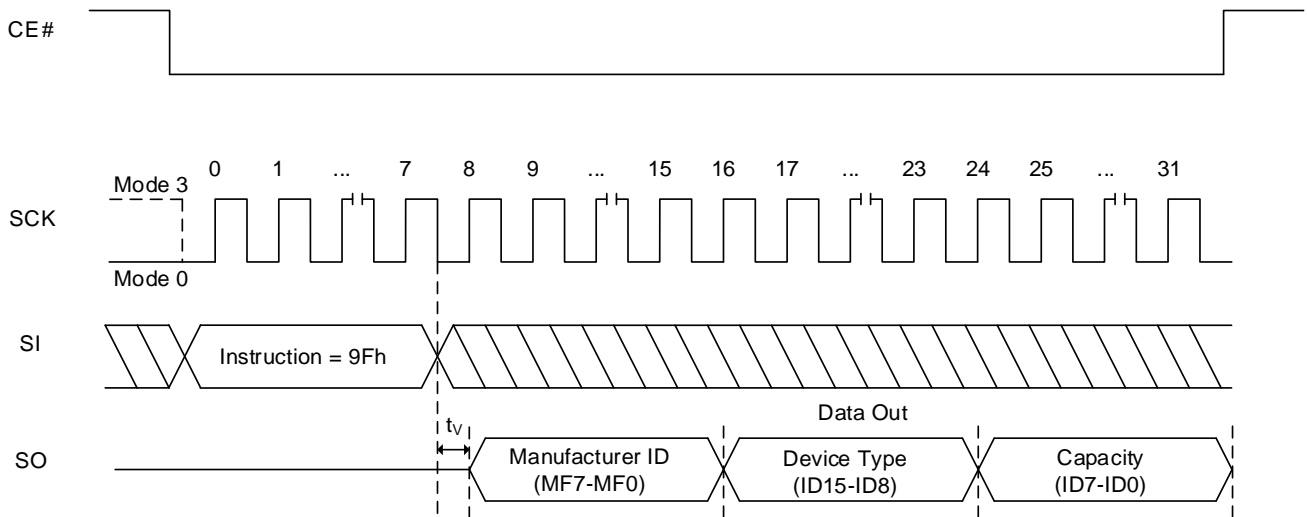 CE#
0 1 ... 7 8 9 ... 15 16 17 ... 23 24 25 ... 31
Mode 3
SCK
Mode 0
SI
Instruction = 9Fh
Data Out
tV
SO
Manufacturer ID
(MF7-MF0)
Device Type
(ID15-ID8)
Capacity
(ID7-ID0)